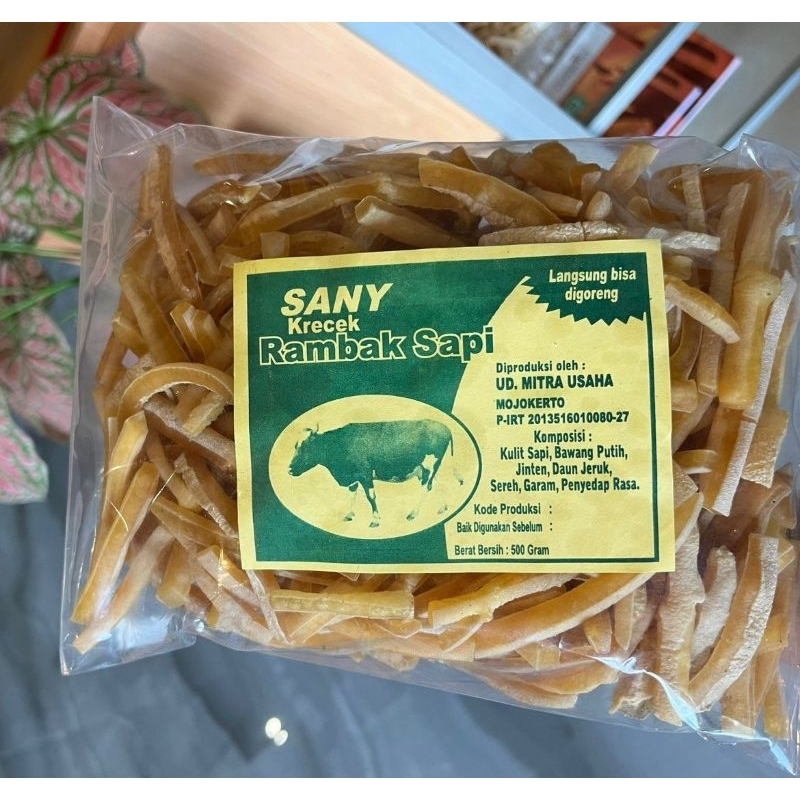 SANY
Krecek
Rambak Sapi
Langsung bisa
digoreng
Diproduksi oleh :
UD. MITRA USAHA
MOJOKERTO
P-IRT 2013516010080-27
Komposisi :
Kulit Sapi, Bawang Putih,
Jinten, Daun Jeruk,
Sereh, Garam, Penyedap Rasa.
Kode Produksi :
Baik Digunakan Sebelum :
Berat Bersih : 500 Gram